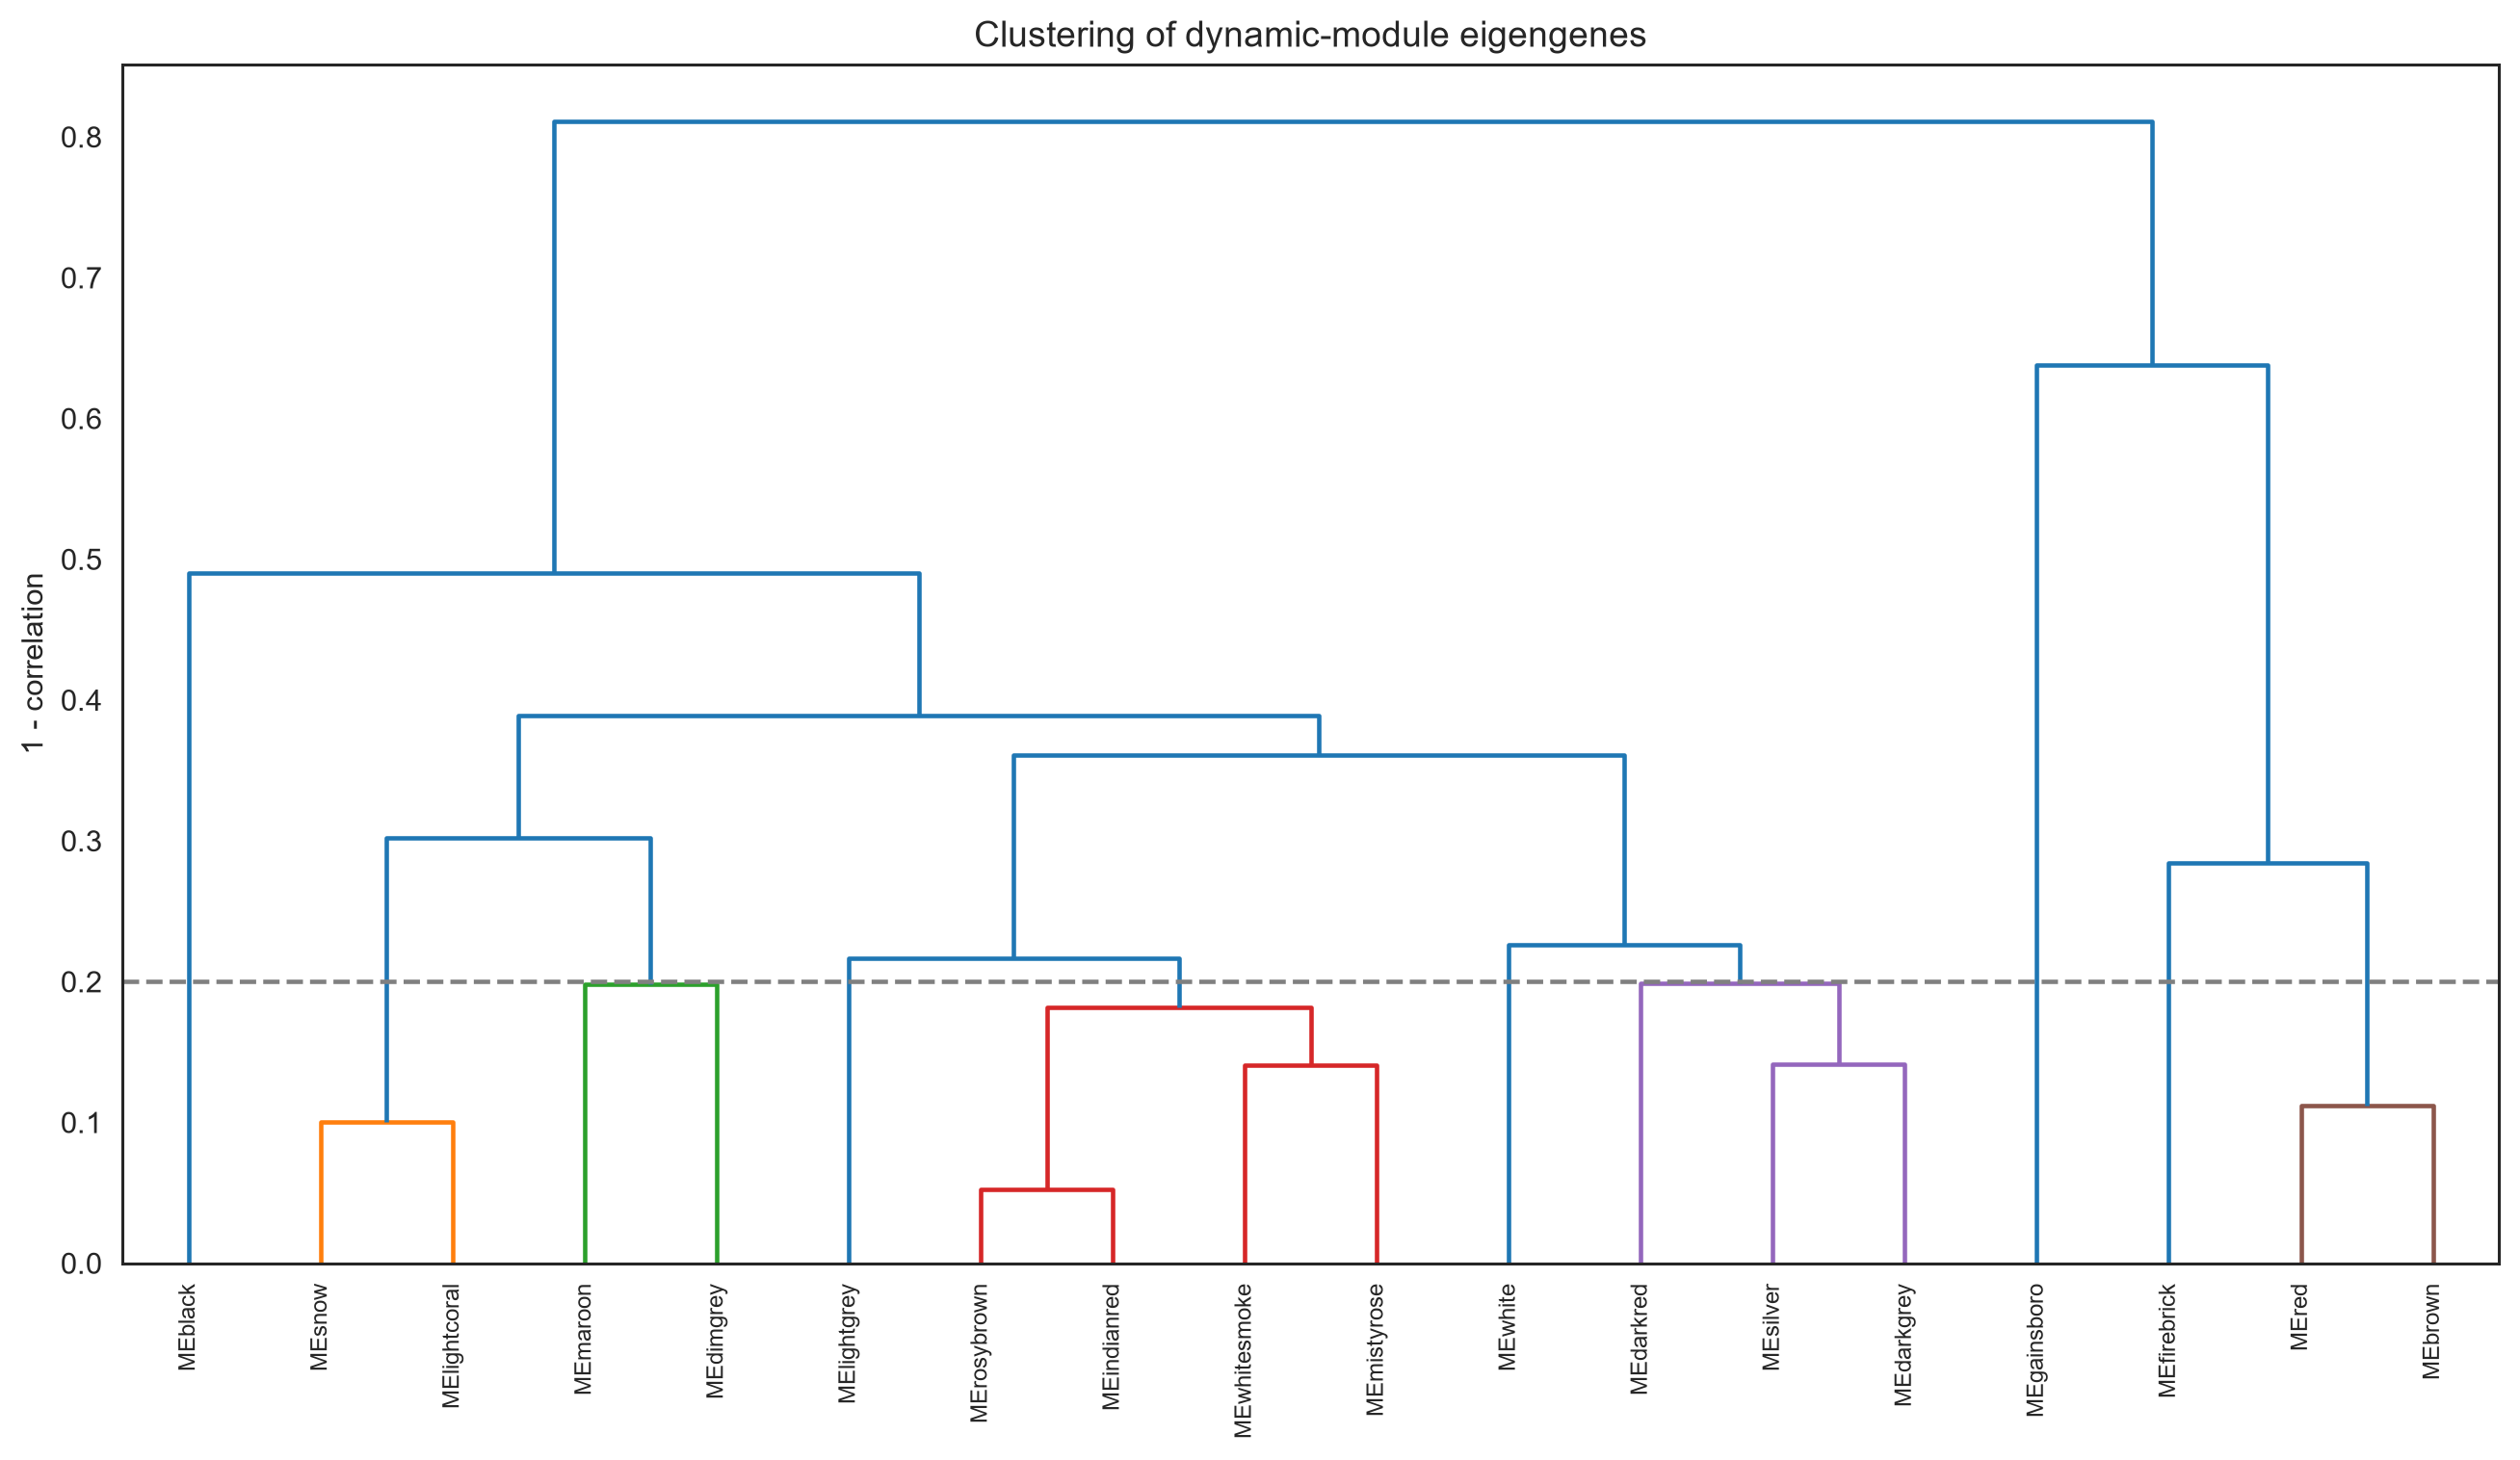 Clustering of dynamic-module eigengenes
1 - correlation
0.8
0.7
0.6
0.5
0.4
0.3
0.2
0.1
0.0
MEblack
MEsnow
MElightcoral
MEmaroon
MEdimgrey
MElightgrey
MErosybrown
MEindianred
MEwhitesmoke
MEmistyrose
MEwhite
MEdarkred
MEsilver
MEdarkgrey
MEgainsboro
MEfirebrick
MEred
MEbrown